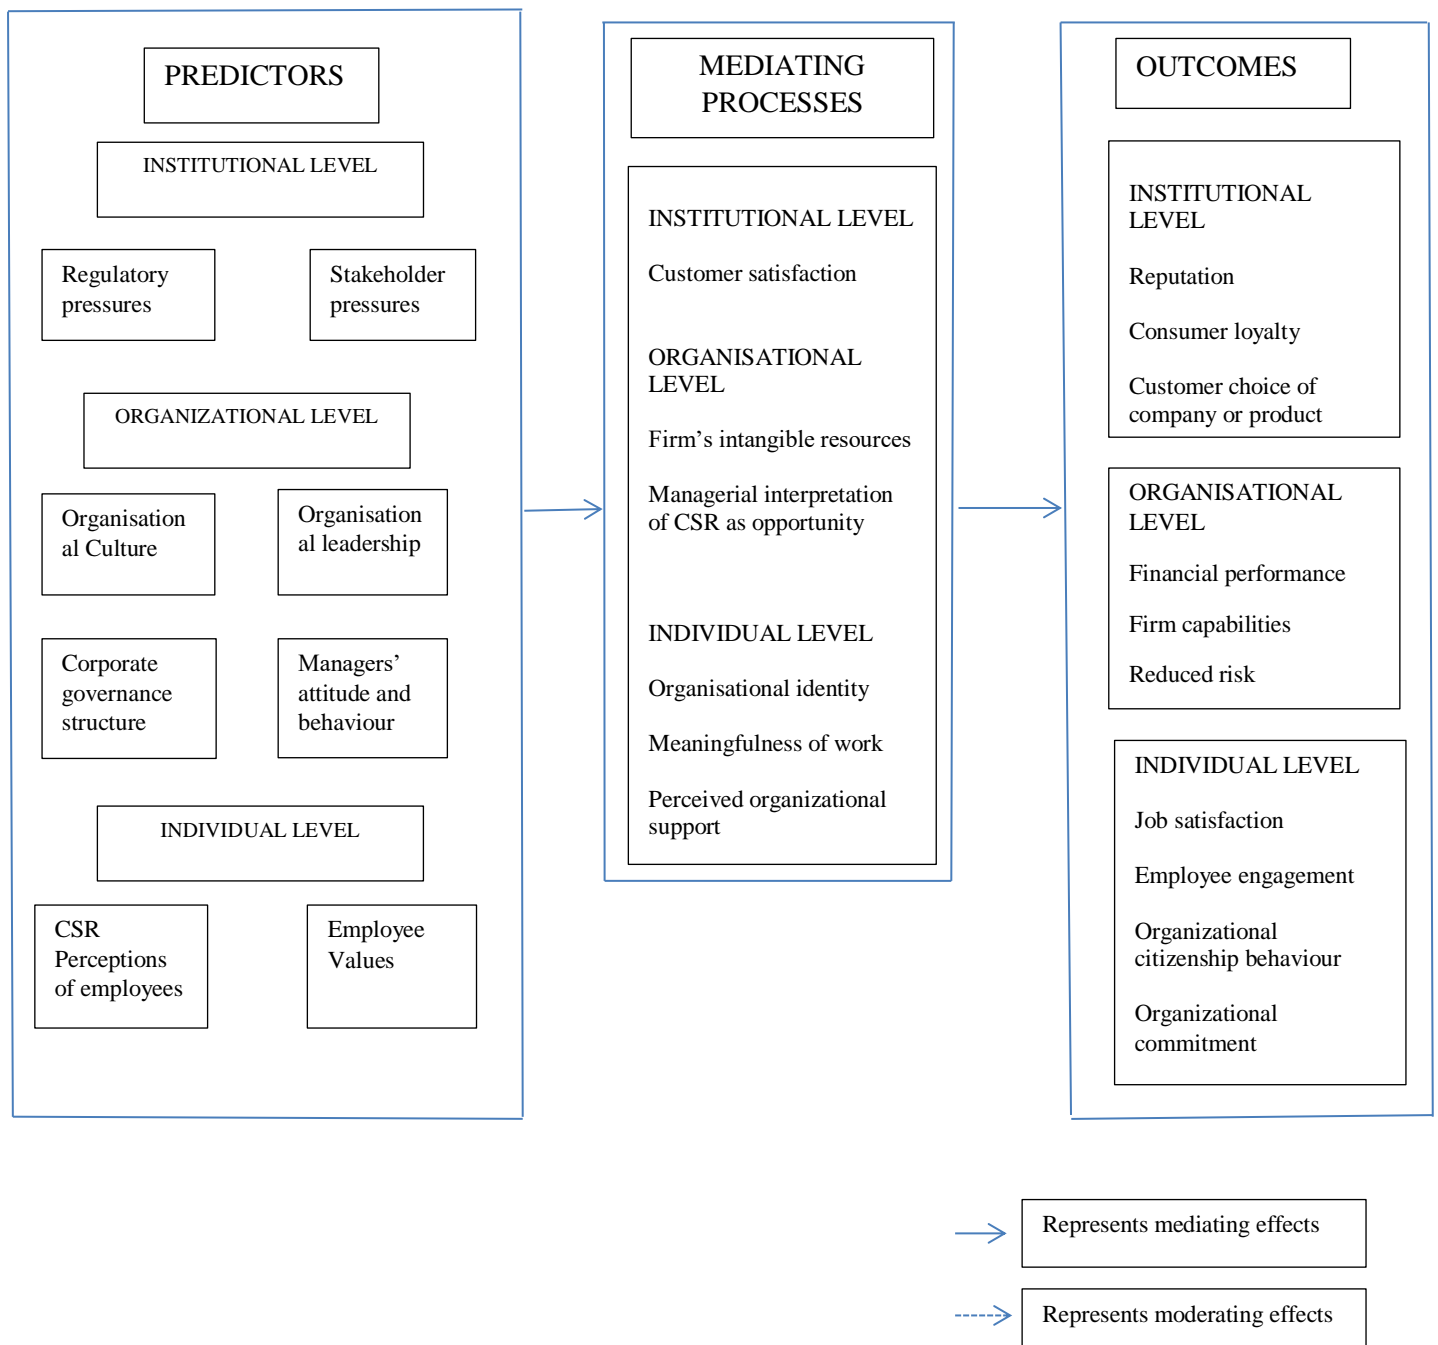 PREDICTORS
INSTITUTIONAL LEVEL
Regulatory
pressures
Stakeholder
pressures
ORGANIZATIONAL LEVEL
Organisation
al Culture
Organisation
al leadership
Corporate
governance
structure
Managers’
attitude and
behaviour
INDIVIDUAL LEVEL
CSR
Perceptions
of employees
Employee
Values
MEDIATING
PROCESSES
INSTITUTIONAL LEVEL
Customer satisfaction
ORGANISATIONAL
LEVEL
Firm’s intangible resources
Managerial interpretation
of CSR as opportunity
INDIVIDUAL LEVEL
Organisational identity
Meaningfulness of work
Perceived organizational
support
OUTCOMES
INSTITUTIONAL
LEVEL
Reputation
Consumer loyalty
Customer choice of
company or product
ORGANISATIONAL
LEVEL
Financial performance
Firm capabilities
Reduced risk
INDIVIDUAL LEVEL
Job satisfaction
Employee engagement
Organizational
citizenship behaviour
Organizational
commitment
Represents mediating effects
Represents moderating effects